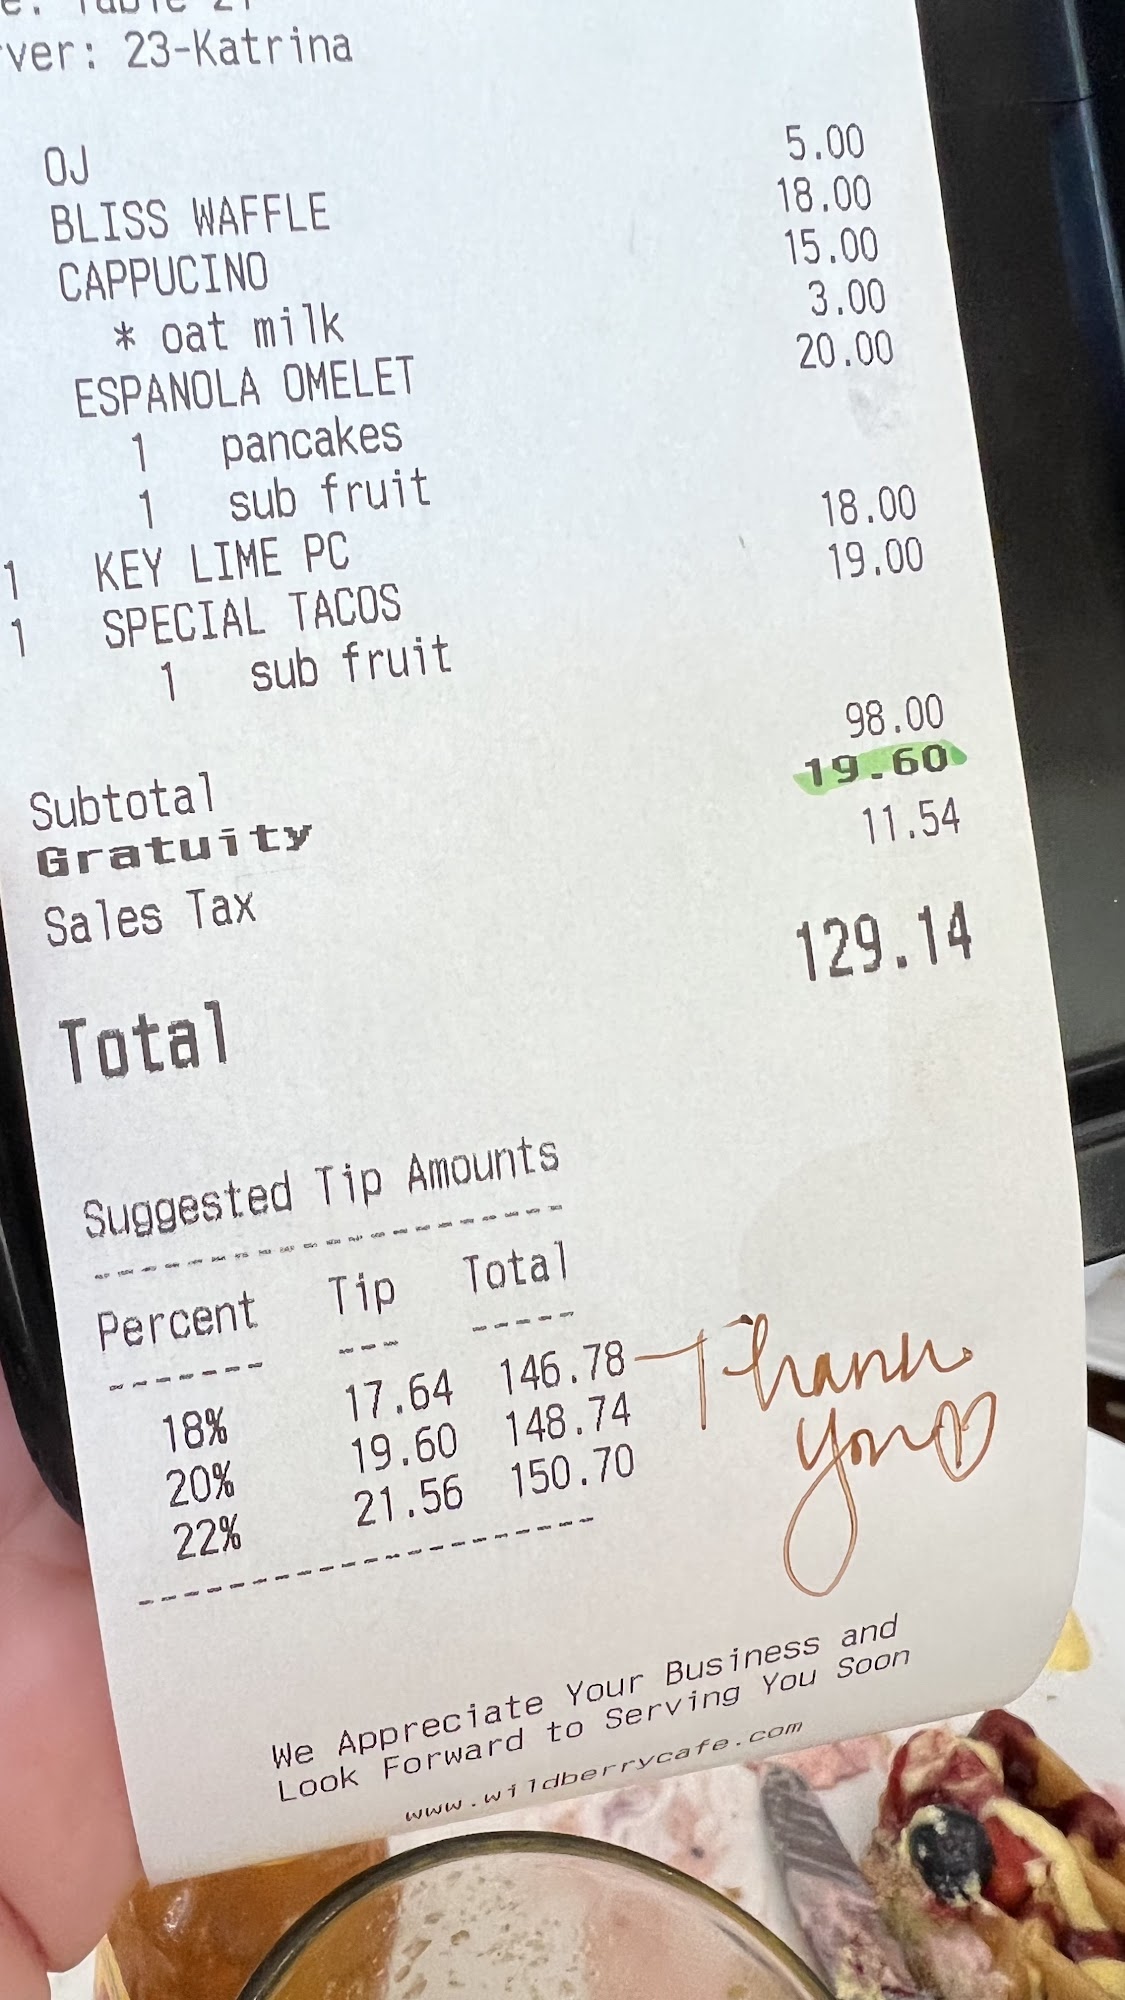 Table 21
ver: 23-Katrina
OJ 5.00
BLISS WAFFLE 18.00
CAPPUCINO 15.00
* oat milk 3.00
ESPANOLA OMELET 20.00
1 pancakes
1 sub fruit
1 KEY LIME PC 18.00
1 SPECIAL TACOS 19.00
1 sub fruit
Subtotal 98.00
Gratuity 19.60
Sales Tax 11.54
Total 129.14
Suggested Tip Amounts
--------------------
Percent Tip Total
------- --- -----
18% 17.64 146.78
20% 19.60 148.74
22% 21.56 150.70
--------------------
Thank
you
We Appreciate Your Business and
Look Forward to Serving You Soon
www.wildberrycafe.com